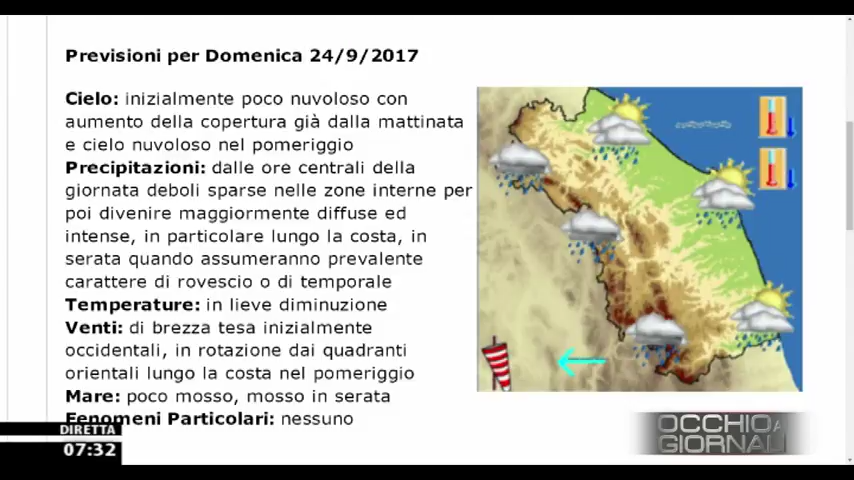 Previsioni per Domenica 24/9/2017
Cielo: inizialmente poco nuvoloso con
aumento della copertura già dalla mattinata
e cielo nuvoloso nel pomeriggio
Precipitazioni: dalle ore centrali della
giornata deboli sparse nelle zone interne per
poi divenire maggiormente diffuse ed
intense, in particolare lungo la costa, in
serata quando assumeranno prevalente
carattere di rovescio o di temporale
Temperature: in lieve diminuzione
Venti: di brezza tesa inizialmente
occidentali, in rotazione dai quadranti
orientali lungo la costa nel pomeriggio
Mare: poco mosso, mosso in serata
Fenomeni Particolari: nessuno
DIRETTA
07:32
OCCHIO AI
GIORNALI